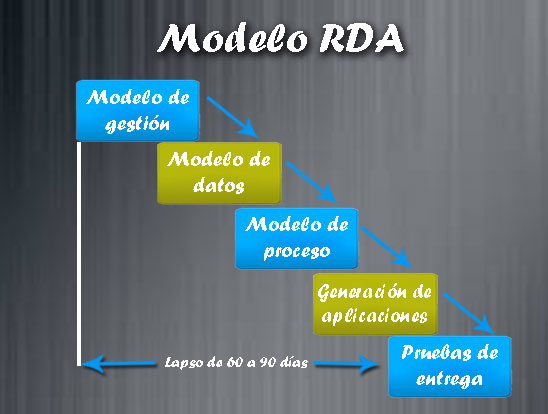 Modelo RDA
Modelo de
gestión
Modelo de
datos
Modelo de
proceso
Generación de
aplicaciones
Pruebas de
entrega
Lapso de 60 a 90 días